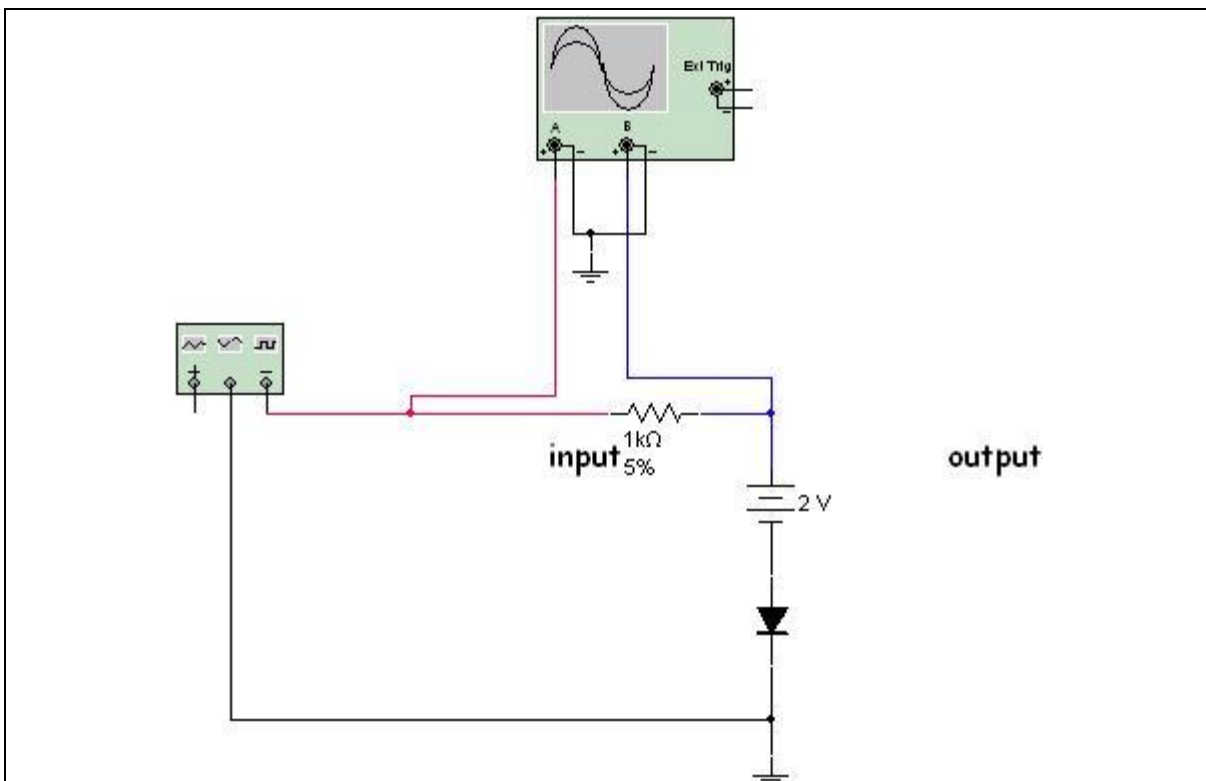 Ext Trig
+
−
A
B
+ − + −
+ −
input
1kΩ
5%
output
2 V